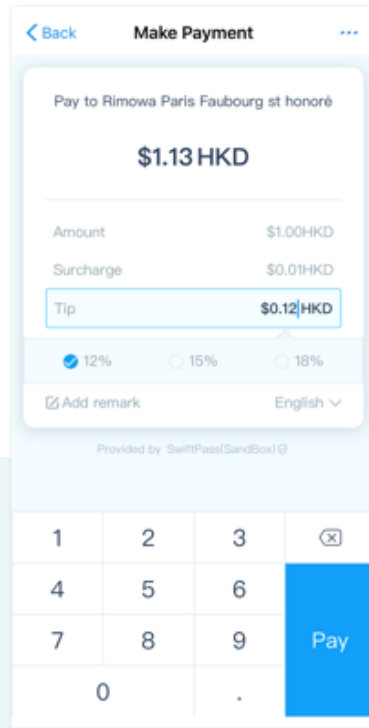 Back Make Payment ...
Pay to Rimowa Paris Faubourg st honoré
$1.13 HKD
Amount $1.00HKD
Surcharge $0.01HKD
Tip $0.12 HKD
12% 15% 18%
Add remark English
Provided by SwiftPass(SandBox)
1 2 3
4 5 6
7 8 9 Pay
0 .